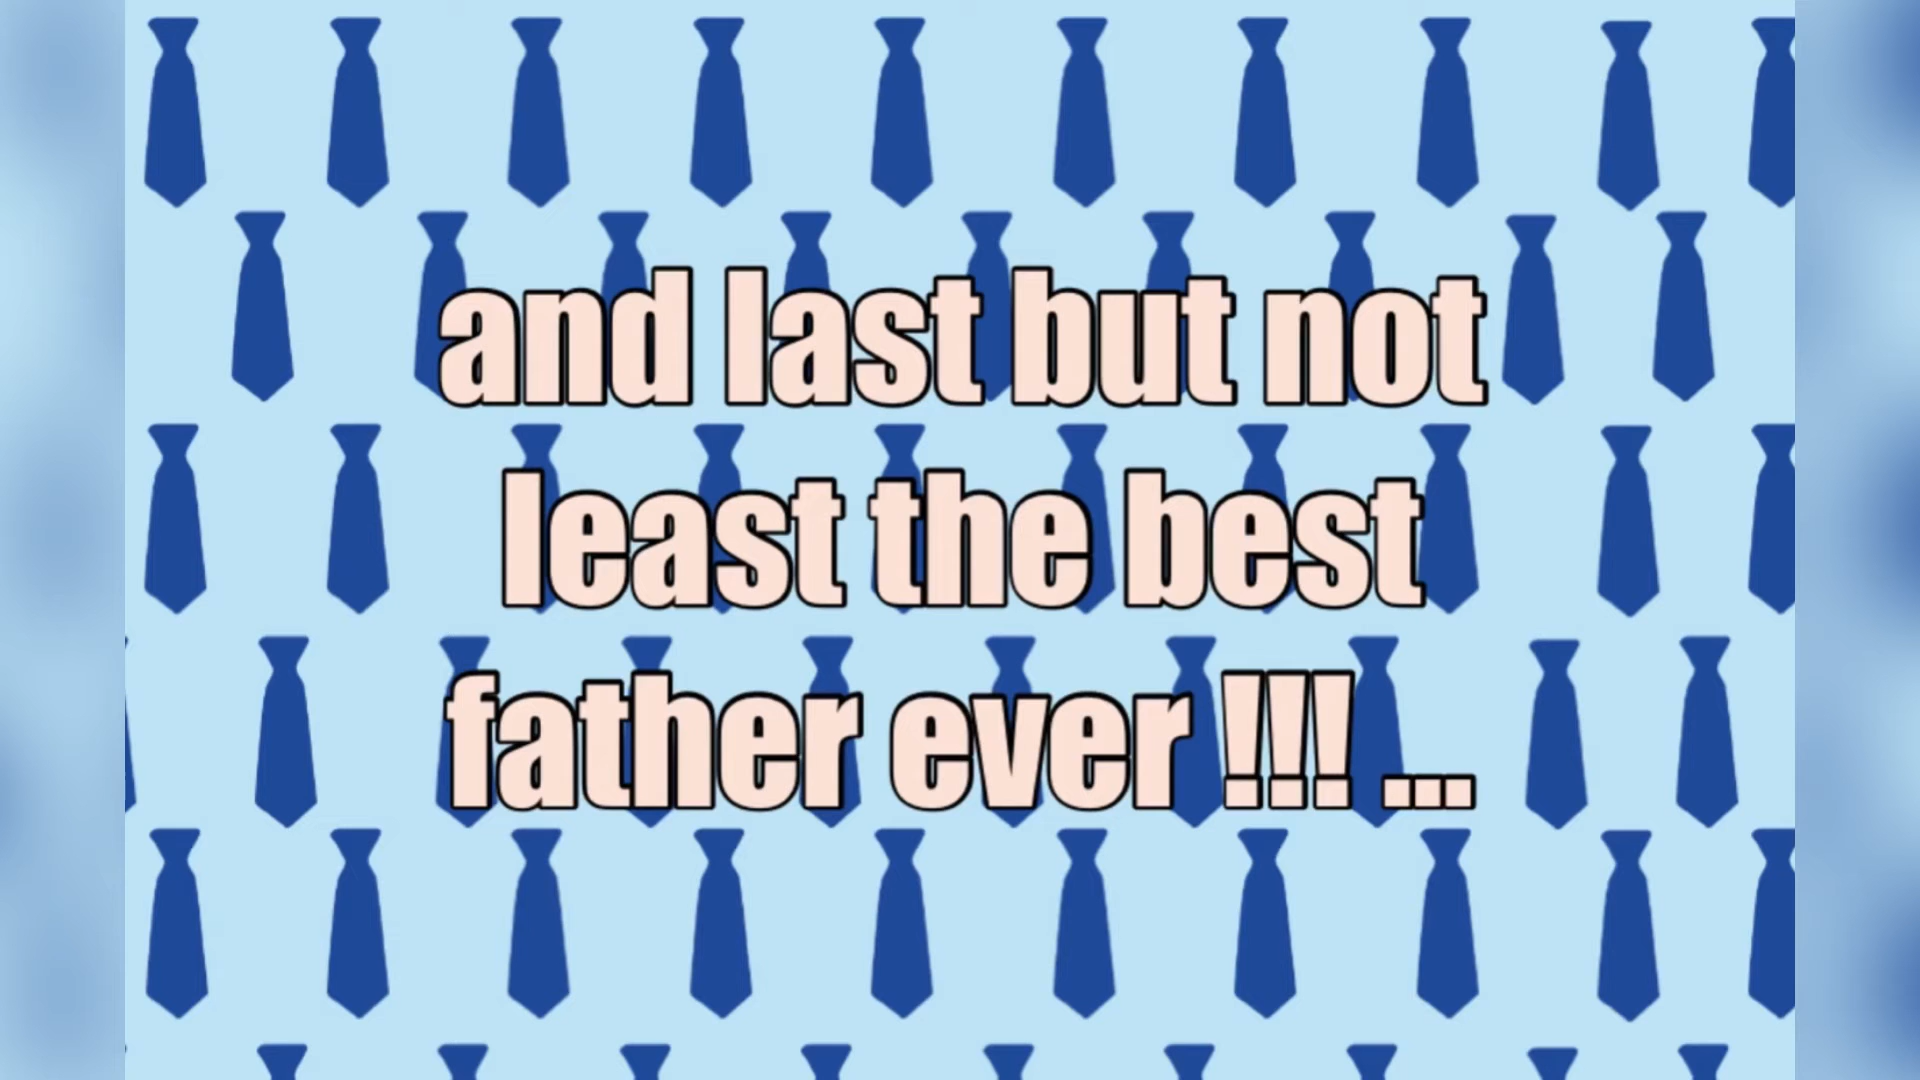 and last but not
least the best
father ever !!! ...